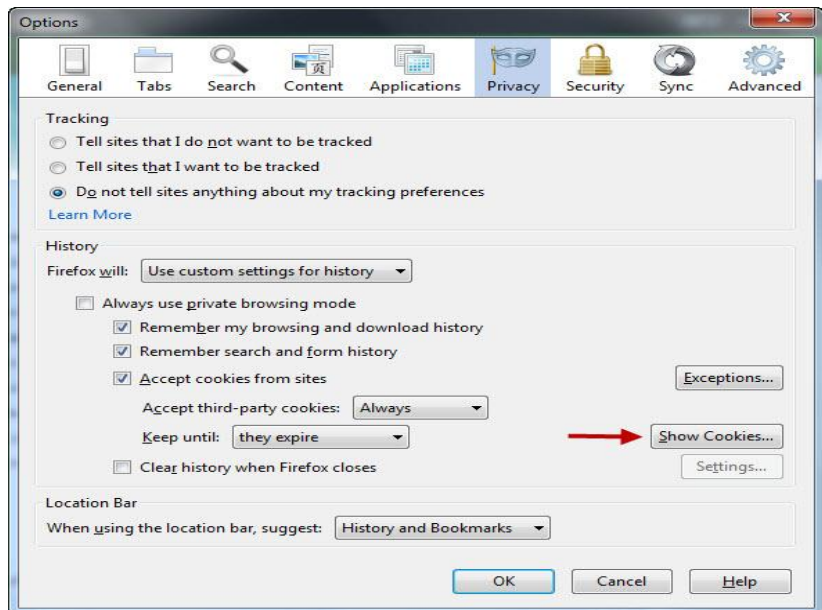 Options
General Tabs Search Content Applications Privacy Security Sync Advanced
Tracking
Tell sites that I do not want to be tracked
Tell sites that I want to be tracked
Do not tell sites anything about my tracking preferences
Learn More
History
Firefox will: Use custom settings for history
Always use private browsing mode
Remember my browsing and download history
Remember search and form history
Accept cookies from sites Exceptions...
Accept third-party cookies: Always
Keep until: they expire Show Cookies...
Clear history when Firefox closes Settings...
Location Bar
When using the location bar, suggest: History and Bookmarks
OK Cancel Help